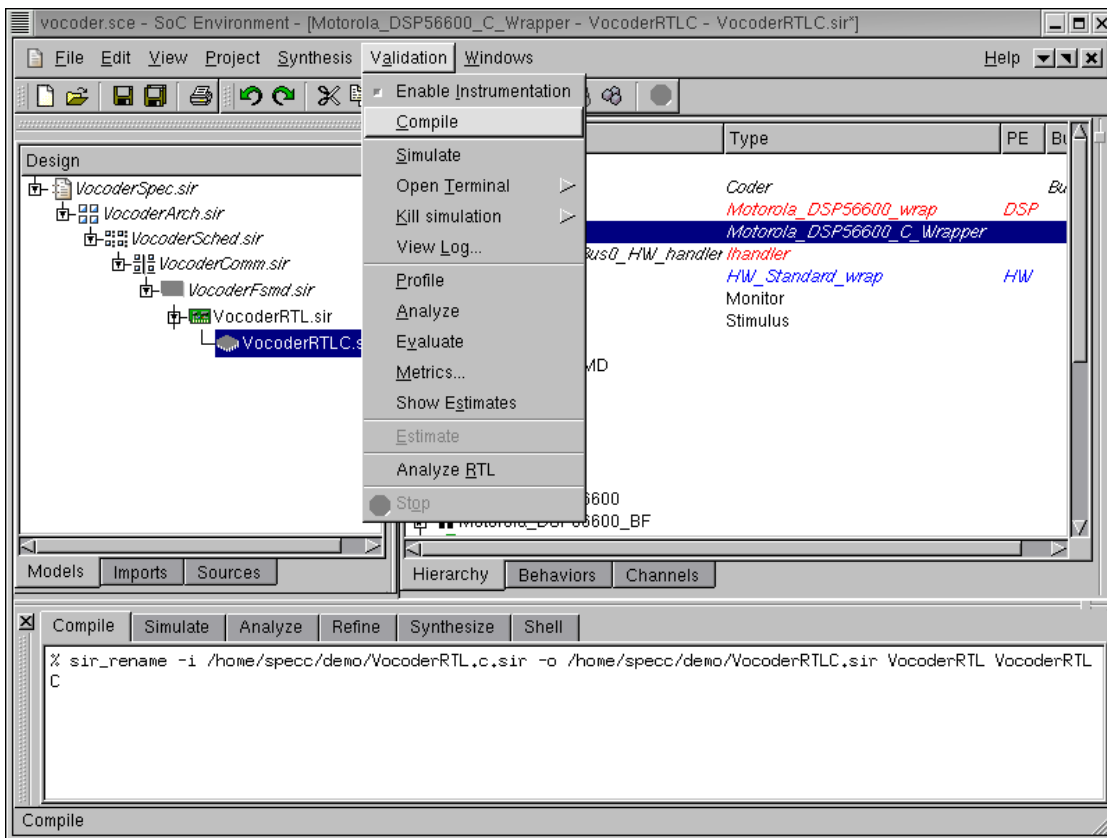 vocoder.sce - SoC Environment - [Motorola_DSP56600_C_Wrapper - VocoderRTLC - VocoderRTLC.sir*]
File Edit View Project Synthesis Validation Windows Help
Enable Instrumentation
Compile
Simulate
Open Terminal
Kill simulation
View Log...
Profile
Analyze
Evaluate
Metrics...
Show Estimates
Estimate
Analyze RTL
Stop
Design
VocoderSpec.sir
VocoderArch.sir
VocoderSched.sir
VocoderComm.sir
VocoderFsmd.sir
VocoderRTL.sir
VocoderRTLC.s
Models Imports Sources
Type PE Bu
Coder Bu
Motorola_DSP56600_wrap DSP
Motorola_DSP56600_C_Wrapper
Bus0_HW_handler Ihandler
HW_Standard_wrap HW
Monitor
Stimulus
MD
6600
Motorola_DSP56600_BF
Hierarchy Behaviors Channels
Compile Simulate Analyze Refine Synthesize Shell
% sir_rename -i /home/specc/demo/VocoderRTL.c.sir -o /home/specc/demo/VocoderRTLC.sir VocoderRTL VocoderRTL
C
Compile